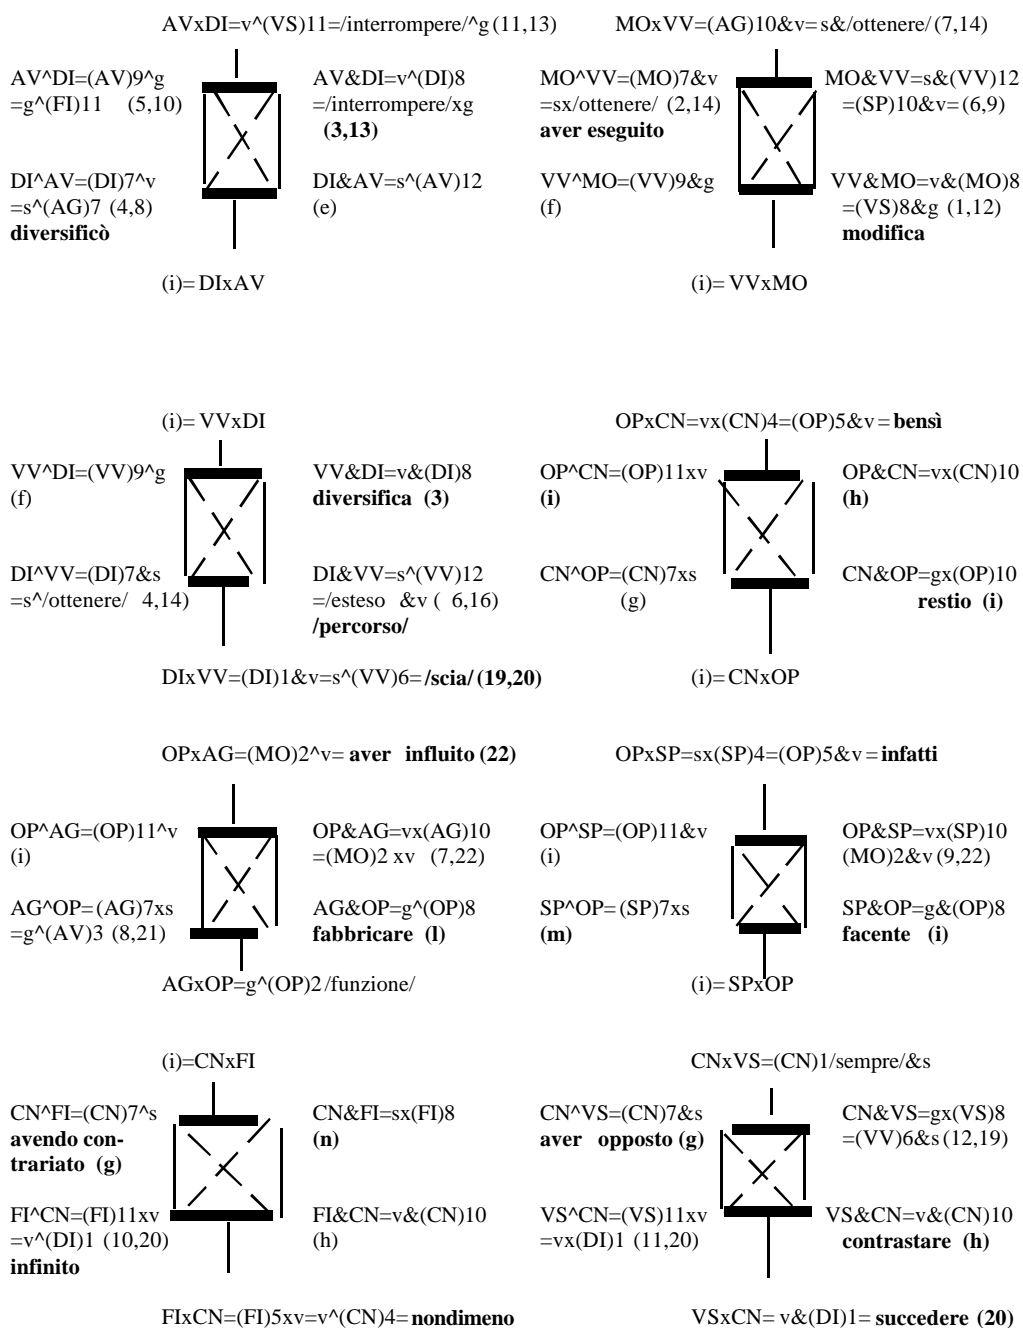 AVxDI=v^(VS)11=/interrompere/^g (11,13)
AV^DI=(AV)9^g
=g^(FI)11 (5,10)
AV&DI=v^(DI)8
=/interrompere/xg
(3,13)
DI^AV=(DI)7^v
=s^(AG)7 (4,8)
diversificò
DI&AV=s^(AV)12
(e)
(i)= DIxAV
MOxVV=(AG)10&v= s&/ottenere/ (7,14)
MO^VV=(MO)7&v
=sx/ottenere/ (2,14)
aver eseguito
MO&VV=s&(VV)12
=(SP)10&v= (6,9)
VV^MO=(VV)9&g
(f)
VV&MO=v&(MO)8
=(VS)8&g (1,12)
modifica
(i)= VVxMO
(i)= VVxDI
VV^DI=(VV)9^g
(f)
VV&DI=v&(DI)8
diversifica (3)
DI^VV=(DI)7&s
=s^/ottenere/ 4,14)
DI&VV=s^(VV)12
=/esteso &v ( 6,16)
/percorso/
DIxVV=(DI)1&v=s^(VV)6=/scia/ (19,20)
OPxCN=vx(CN)4=(OP)5&v = bensì
OP^CN=(OP)11xv
(i)
OP&CN=vx(CN)10
(h)
CN^OP=(CN)7xs
(g)
CN&OP=gx(OP)10
restio (i)
(i)= CNxOP
OPxAG=(MO)2^v= aver influito (22)
OP^AG=(OP)11^v
(i)
OP&AG=vx(AG)10
=(MO)2 xv (7,22)
AG^OP= (AG)7xs
=g^(AV)3 (8,21)
AG&OP=g^(OP)8
fabbricare (l)
AGxOP=g^(OP)2 /funzione/
OPxSP=sx(SP)4=(OP)5&v = infatti
OP^SP=(OP)11&v
(i)
OP&SP=vx(SP)10
(MO)2&v (9,22)
SP^OP= (SP)7xs
(m)
SP&OP=g&(OP)8
facente (i)
(i)= SPxOP
(i)=CNxFI
CN^FI=(CN)7^s
avendo con-
trariato (g)
CN&FI=sx(FI)8
(n)
FI^CN=(FI)11xv
=v^(DI)1 (10,20)
infinito
FI&CN=v&(CN)10
(h)
FIxCN=(FI)5xv=v^(CN)4= nondimeno
CNxVS=(CN)1/sempre/&s
CN^VS=(CN)7&s
aver opposto (g)
CN&VS=gx(VS)8
=(VV)6&s (12,19)
VS^CN=(VS)11xv
=vx(DI)1 (11,20)
VS&CN=v&(CN)10
contrastare (h)
VSxCN= v&(DI)1= succedere (20)